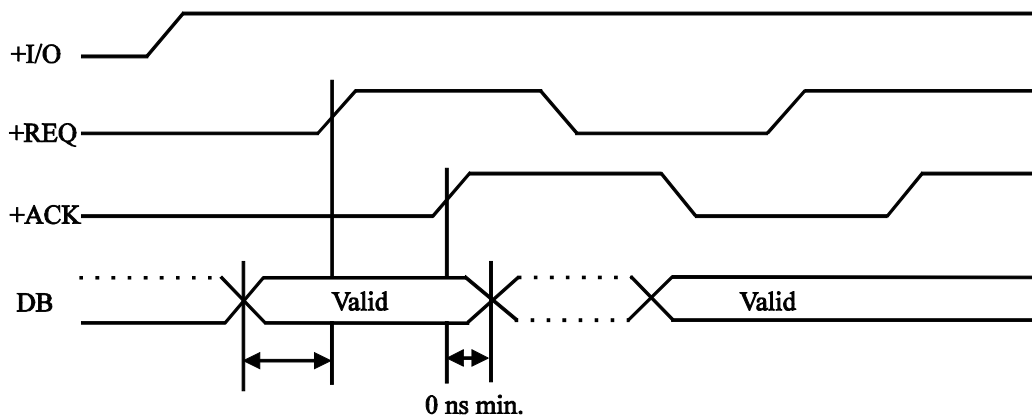 +I/O
+REQ
+ACK
DB
Valid
Valid
0 ns min.